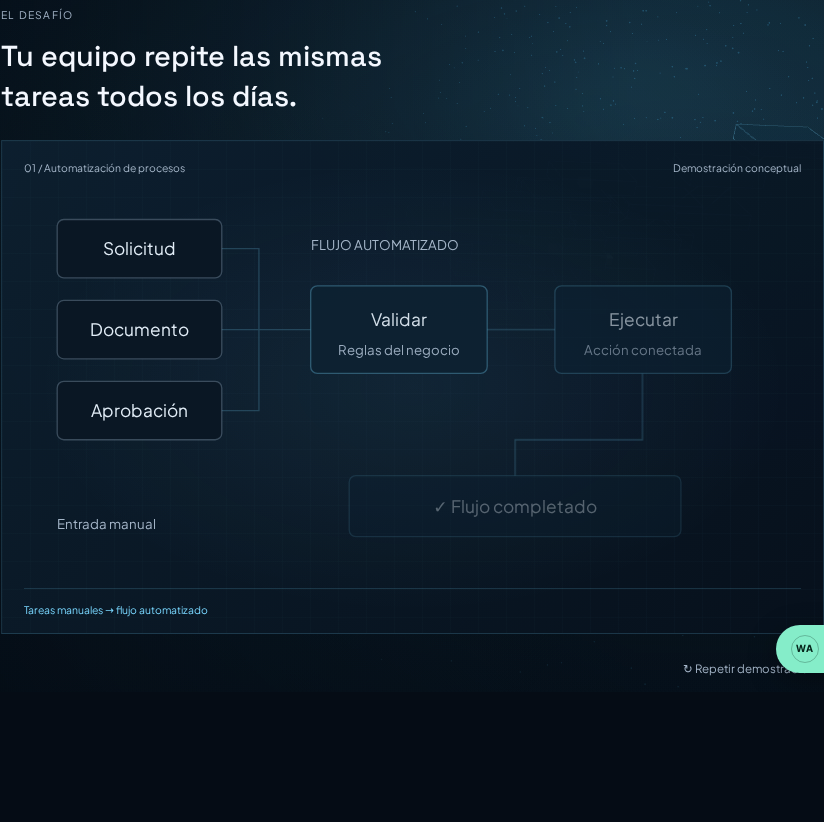 EL DESAFÍO
Tu equipo repite las mismas
tareas todos los días.
01 / Automatización de procesos
Demostración conceptual
Solicitud
Documento
Aprobación
Entrada manual
FLUJO AUTOMATIZADO
Validar
Reglas del negocio
Ejecutar
Acción conectada
✓ Flujo completado
Tareas manuales → flujo automatizado
WA
↻ Repetir